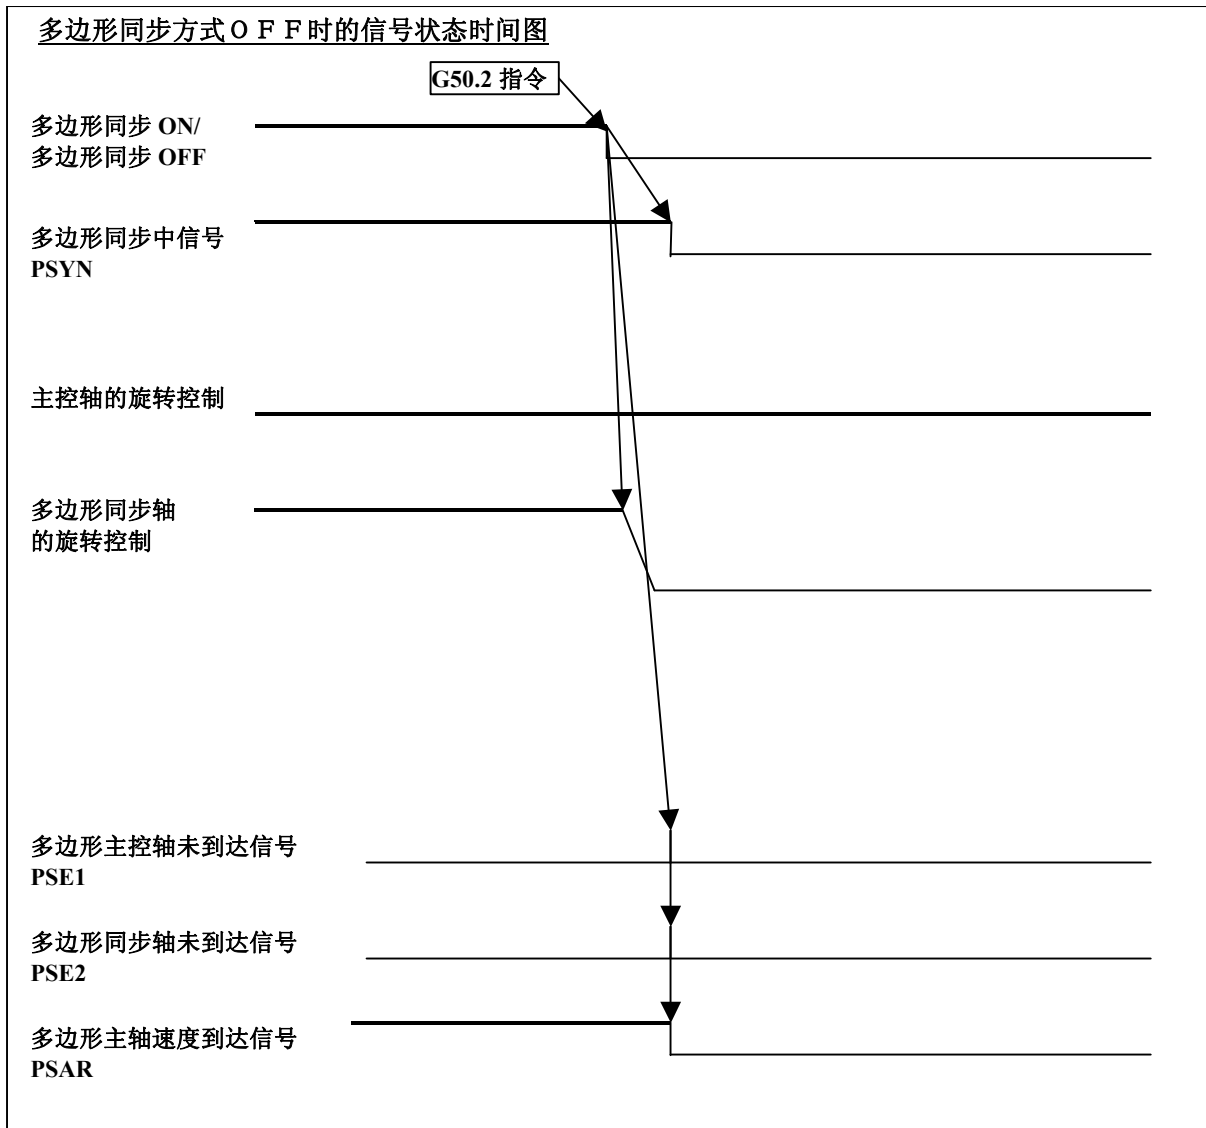 多边形同步方式ＯＦＦ时的信号状态时间图
G50.2 指令
多边形同步 ON/
多边形同步 OFF
多边形同步中信号
PSYN
主控轴的旋转控制
多边形同步轴
的旋转控制
多边形主控轴未到达信号
PSE1
多边形同步轴未到达信号
PSE2
多边形主轴速度到达信号
PSAR